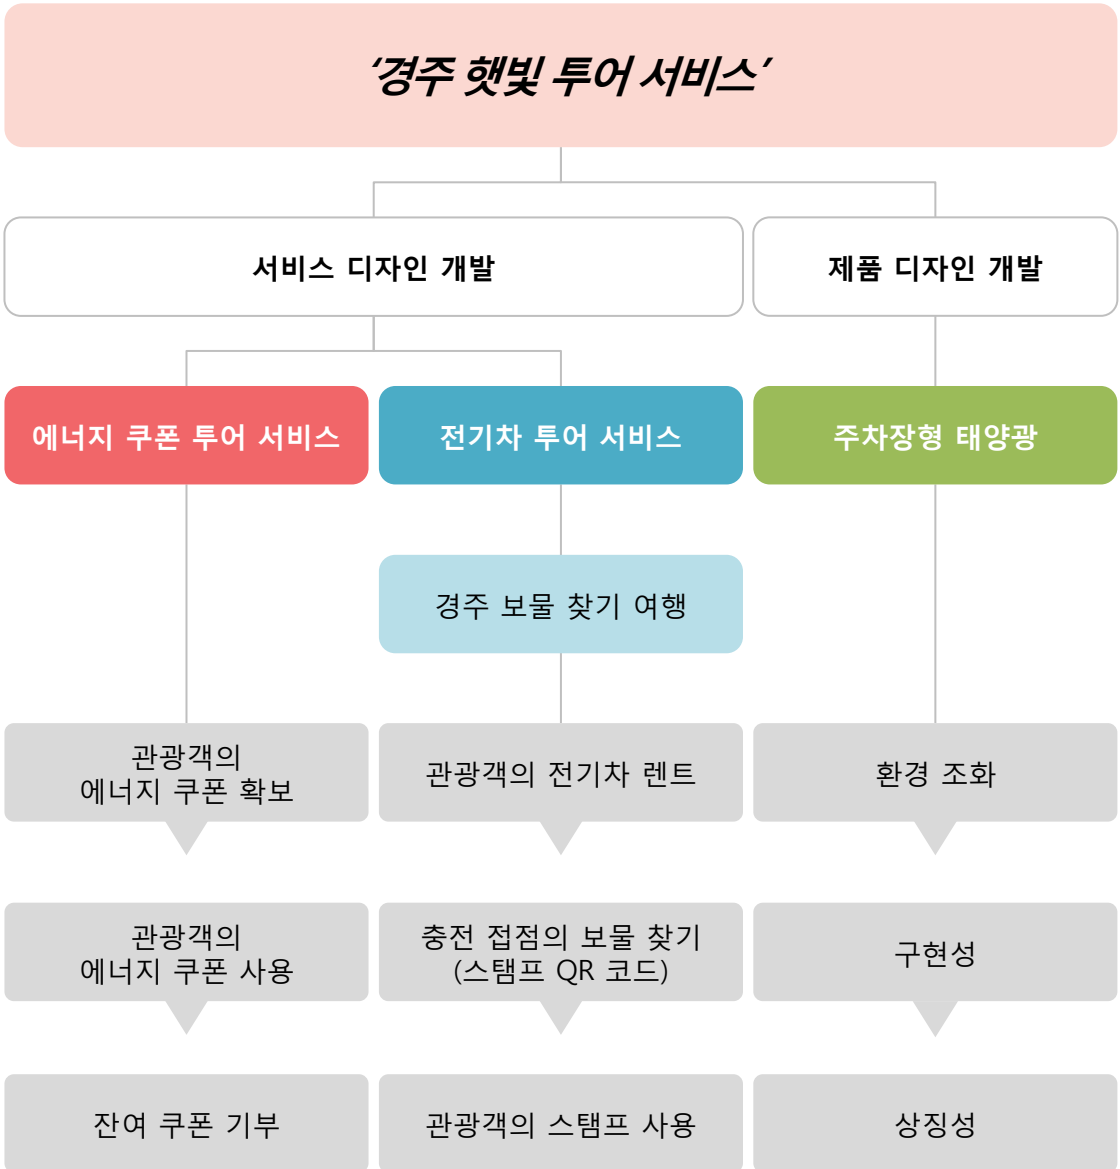 ‘경주 햇빛 투어 서비스’
서비스 디자인 개발
제품 디자인 개발
에너지 쿠폰 투어 서비스
전기차 투어 서비스
주차장형 태양광
경주 보물 찾기 여행
관광객의
에너지 쿠폰 확보
관광객의 전기차 렌트
환경 조화
관광객의
에너지 쿠폰 사용
충전 접점의 보물 찾기
(스탬프 QR 코드)
구현성
잔여 쿠폰 기부
관광객의 스탬프 사용
상징성